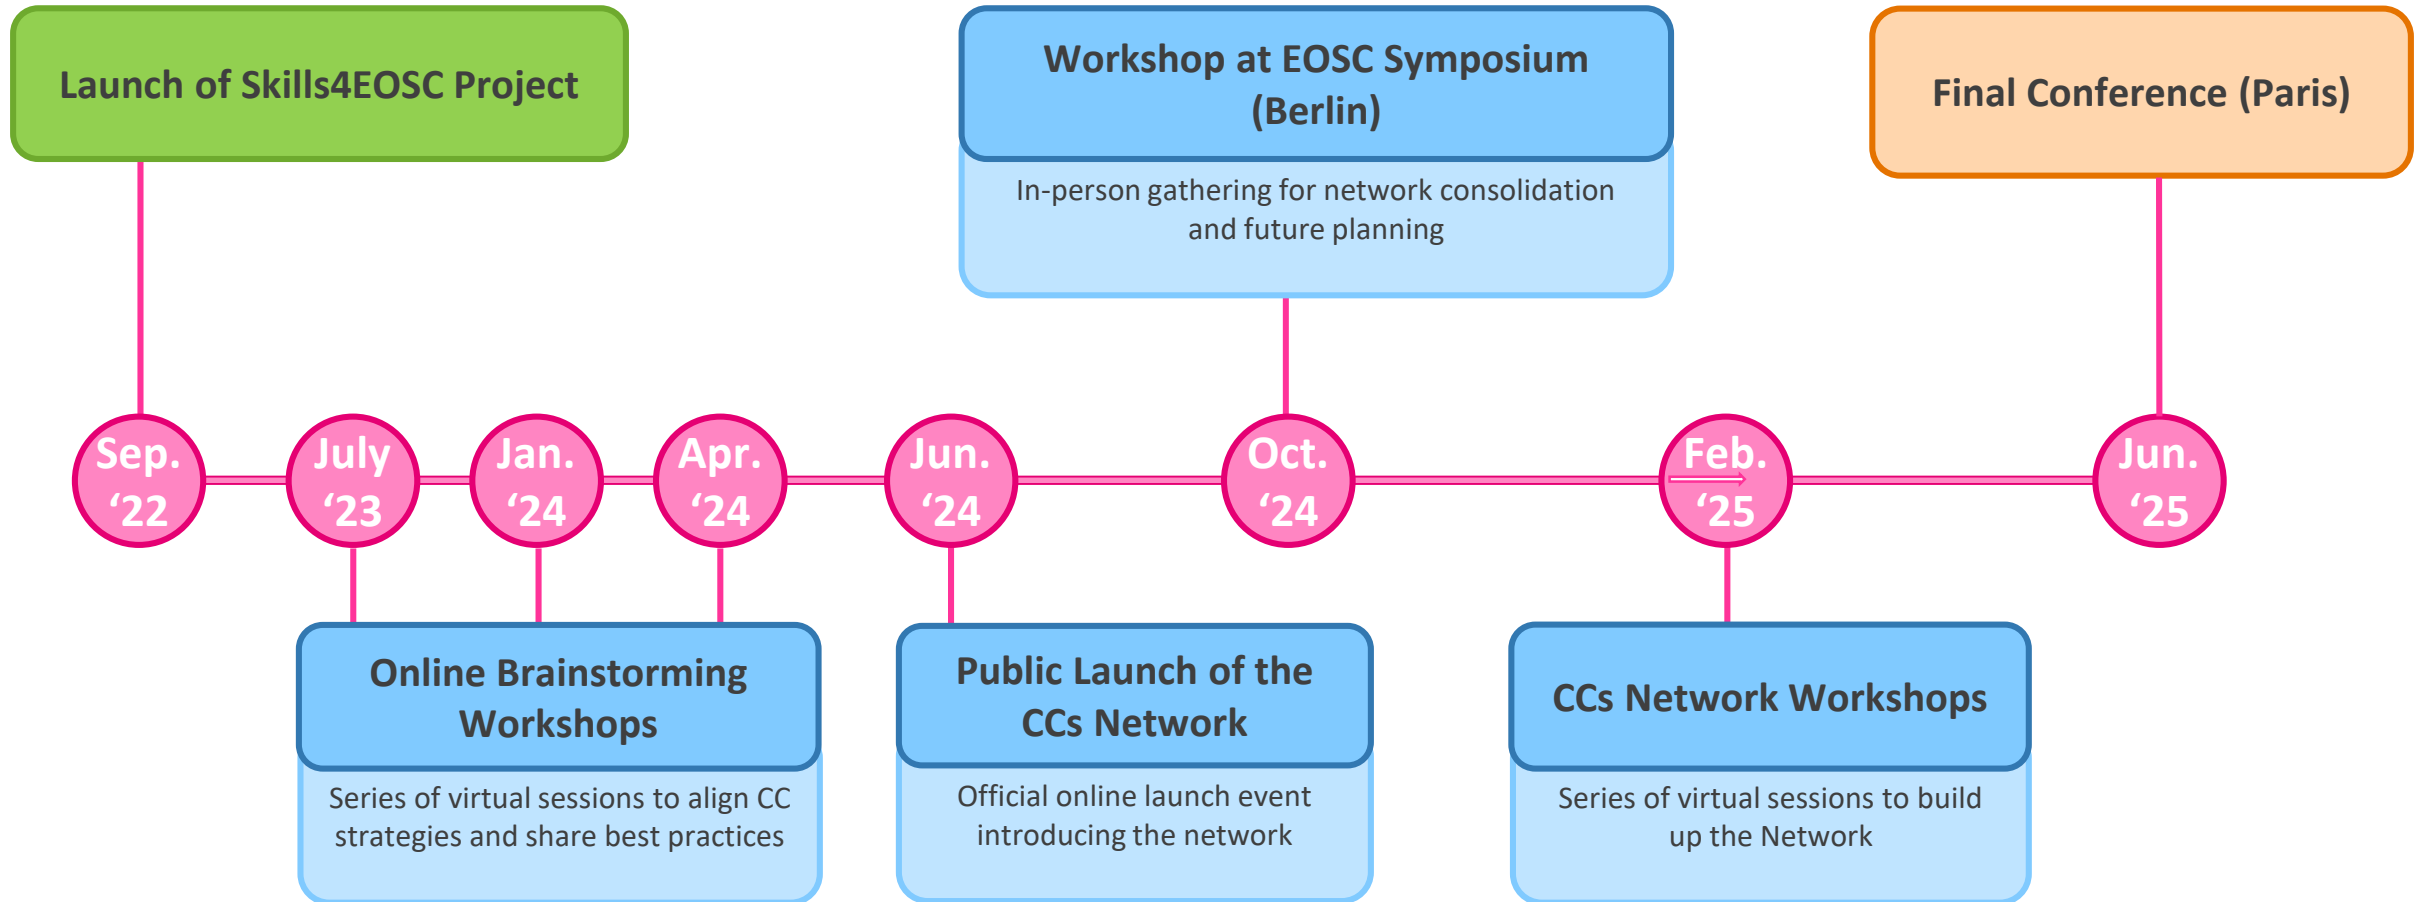 Launch of Skills4EOSC Project
Workshop at EOSC Symposium
(Berlin)
In-person gathering for network consolidation
and future planning
Final Conference (Paris)
Sep.
‘22
July
‘23
Jan.
‘24
Apr.
‘24
Jun.
‘24
Oct.
‘24
Feb.
‘25
Jun.
‘25
Online Brainstorming
Workshops
Series of virtual sessions to align CC
strategies and share best practices
Public Launch of the
CCs Network
Official online launch event
introducing the network
CCs Network Workshops
Series of virtual sessions to build
up the Network